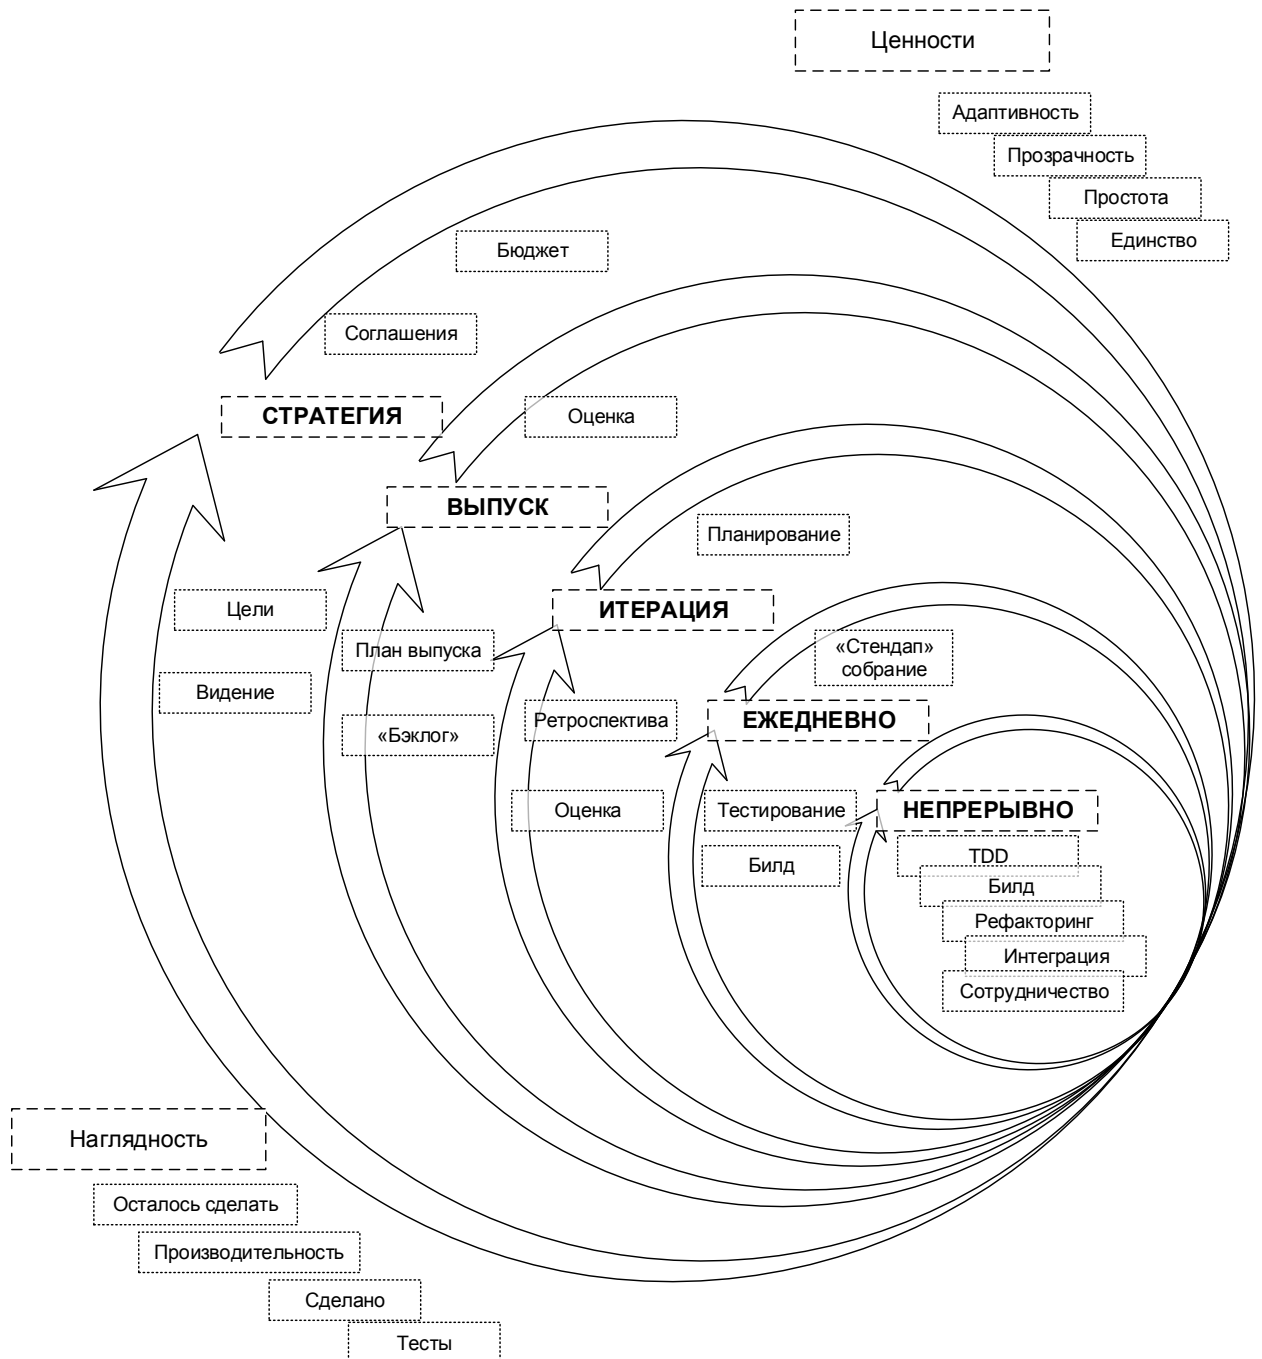 Ценности
Адаптивность
Прозрачность
Простота
Единство
Бюджет
Соглашения
СТРАТЕГИЯ
Оценка
ВЫПУСК
Планирование
Цели
ИТЕРАЦИЯ
План выпуска
«Стендап»
собрание
Видение
«Бэклог»
Ретроспектива
ЕЖЕДНЕВНО
Оценка
Тестирование
НЕПРЕРЫВНО
Билд
TDD
Билд
Рефакторинг
Интеграция
Сотрудничество
Наглядность
Осталось сделать
Производительность
Сделано
Тесты